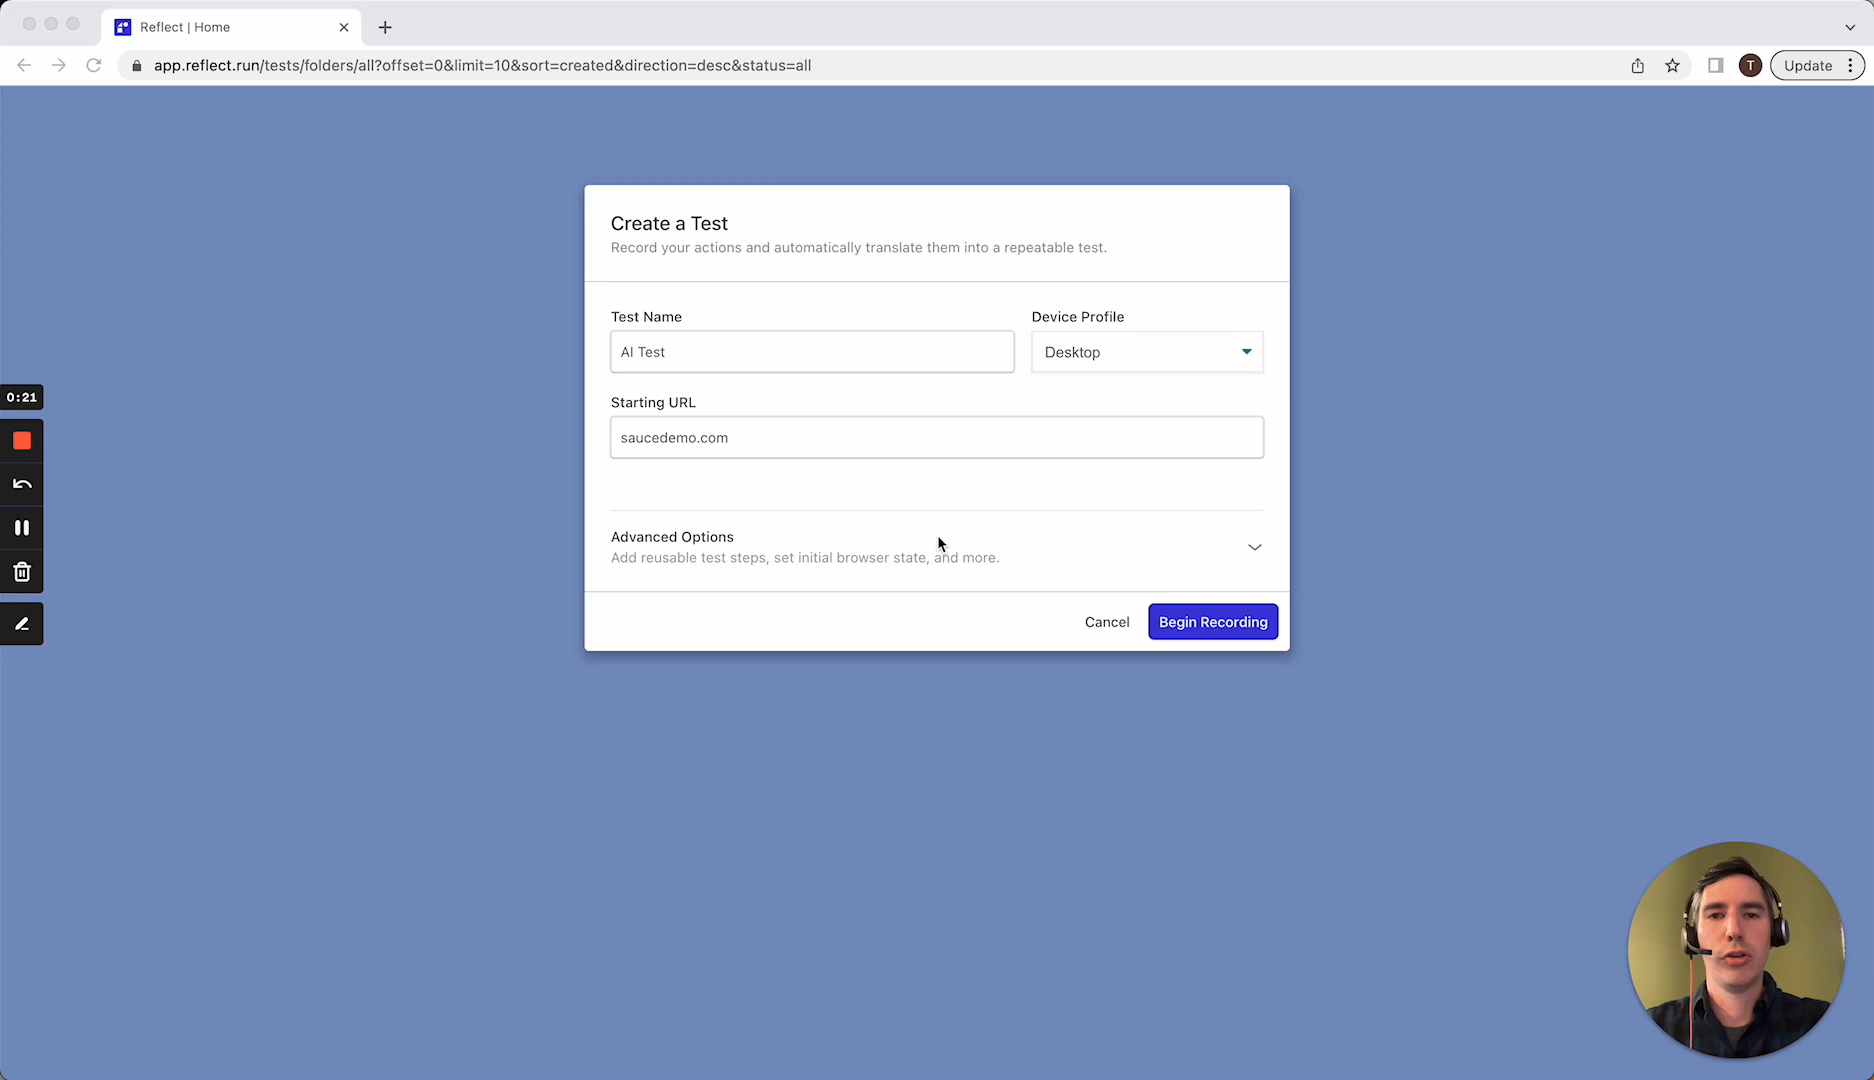 Reflect | Home
app.reflect.run/tests/folders/all?offset=0&limit=10&sort=created&direction=desc&status=all
T
Update
Create a Test
Record your actions and automatically translate them into a repeatable test.
Test Name
Device Profile
AI Test
Desktop
Starting URL
0:21
saucedemo.com
Advanced Options
Add reusable test steps, set initial browser state, and more.
Cancel
Begin Recording